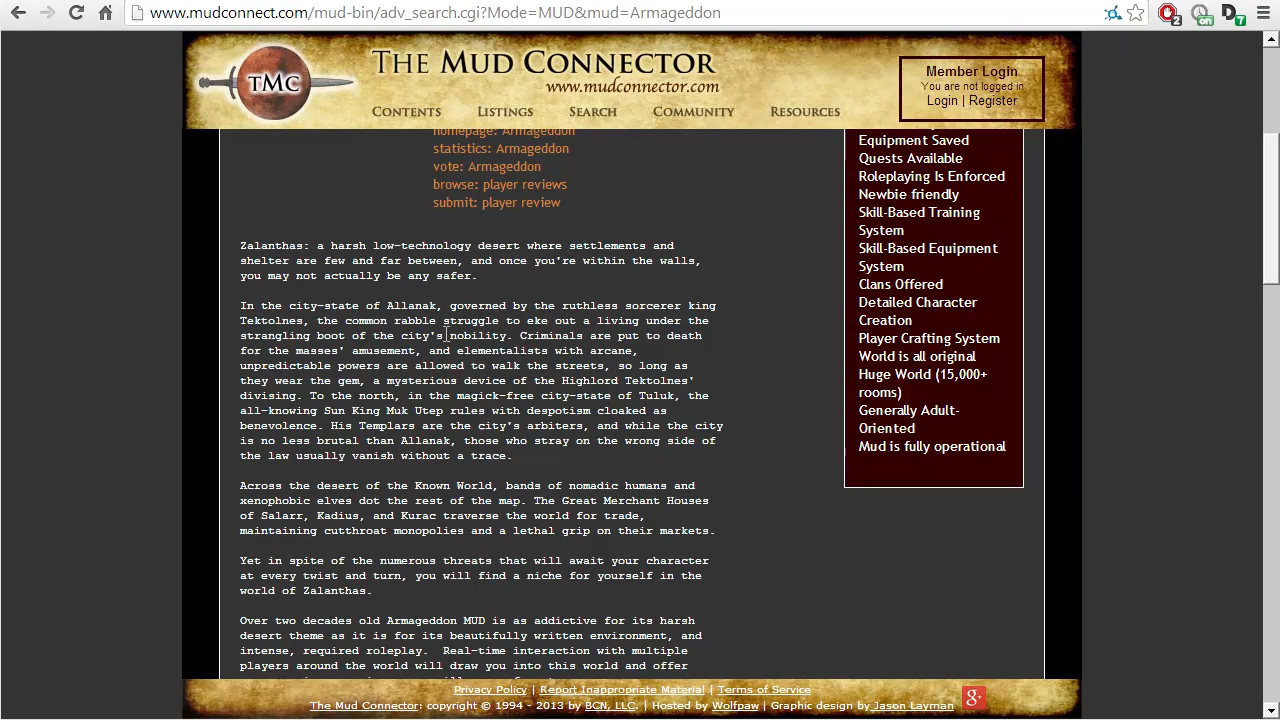 www.mudconnect.com/mud-bin/adv_search.cgi?Mode=MUD&mud=Armageddon
2
on
7
TMC
THE MUD CONNECTOR
www.mudconnector.com
CONTENTS LISTINGS SEARCH COMMUNITY RESOURCES
Member Login
You are not logged in
Login | Register
homepage: Armageddon
statistics: Armageddon
vote: Armageddon
browse: player reviews
submit: player review
Zalanthas: a harsh low-technology desert where settlements and
shelter are few and far between, and once you're within the walls,
you may not actually be any safer.
In the city-state of Allanak, governed by the ruthless sorcerer king
Tektolnes, the common rabble struggle to eke out a living under the
strangling boot of the city's nobility. Criminals are put to death
for the masses' amusement, and elementalists with arcane,
unpredictable powers are allowed to walk the streets, so long as
they wear the gem, a mysterious device of the Highlord Tektolnes'
divising. To the north, in the magick-free city-state of Tuluk, the
all-knowing Sun King Muk Utep rules with despotism cloaked as
benevolence. His Templars are the city's arbiters, and while the city
is no less brutal than Allanak, those who stray on the wrong side of
the law usually vanish without a trace.
Across the desert of the Known World, bands of nomadic humans and
xenophobic elves dot the rest of the map. The Great Merchant Houses
of Salarr, Kadius, and Kurac traverse the world for trade,
maintaining cutthroat monopolies and a lethal grip on their markets.
Yet in spite of the numerous threats that will await your character
at every twist and turn, you will find a niche for yourself in the
world of Zalanthas.
Over two decades old Armageddon MUD is as addictive for its harsh
desert theme as it is for its beautifully written environment, and
intense, required roleplay. Real-time interaction with multiple
players around the world will draw you into this world and offer
Equipment Saved
Quests Available
Roleplaying Is Enforced
Newbie friendly
Skill-Based Training
System
Skill-Based Equipment
System
Clans Offered
Detailed Character
Creation
Player Crafting System
World is all original
Huge World (15,000+
rooms)
Generally Adult-
Oriented
Mud is fully operational
Privacy Policy | Report Inappropriate Material | Terms of Service
The Mud Connector: copyright © 1994 - 2013 by BCN, LLC. | Hosted by Wolfpaw | Graphic design by Jason Layman
g+